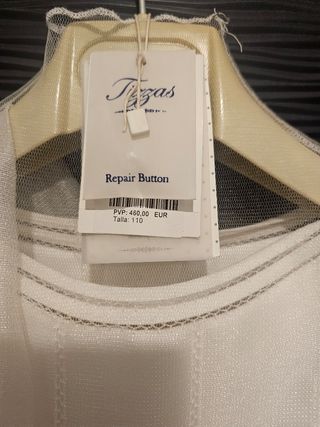 Tizzas
Repair Button
PVP: 460,00 EUR
Talla: 110